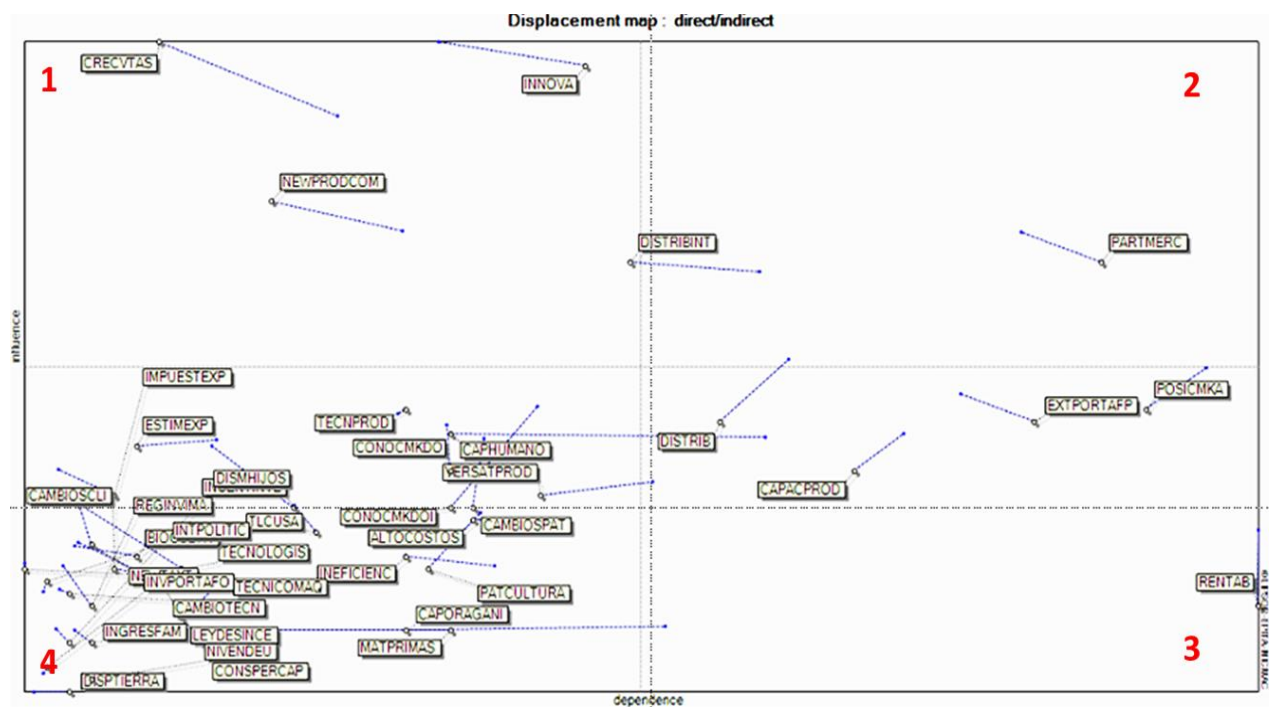 Displacement map : direct/indirect
1
2
CRECVTAS
INNOVA
NEWPRODCOM
DISTRIBINT
PARTMERC
influence
IMPUESTEXP
POSICMKA
EXTPORTAFP
ESTIMEXP
TECNPROD
DISTRIB
CONOCMKDO
CAPHUMANO
VERSATPROD
DISMHIJOS
CAPACPROD
CAMBIOSCLI
REGINVIMA
CONOCMKDOI
TLCUSA
CAMBIOSPAT
INTPOLITIC
ALTOCOSTOS
TECNOLOGIS
INEFICIENC
INVPORTAFO
TECNICOMAQ
RENTAB
PATCULTURA
CAMBIOTECN
CAPORAGANI
INGRESFAM
LEYDESINCE
MATPRIMAS
NIVENDEU
3
4
CONSPERCAP
DISPTIERRA
dependence